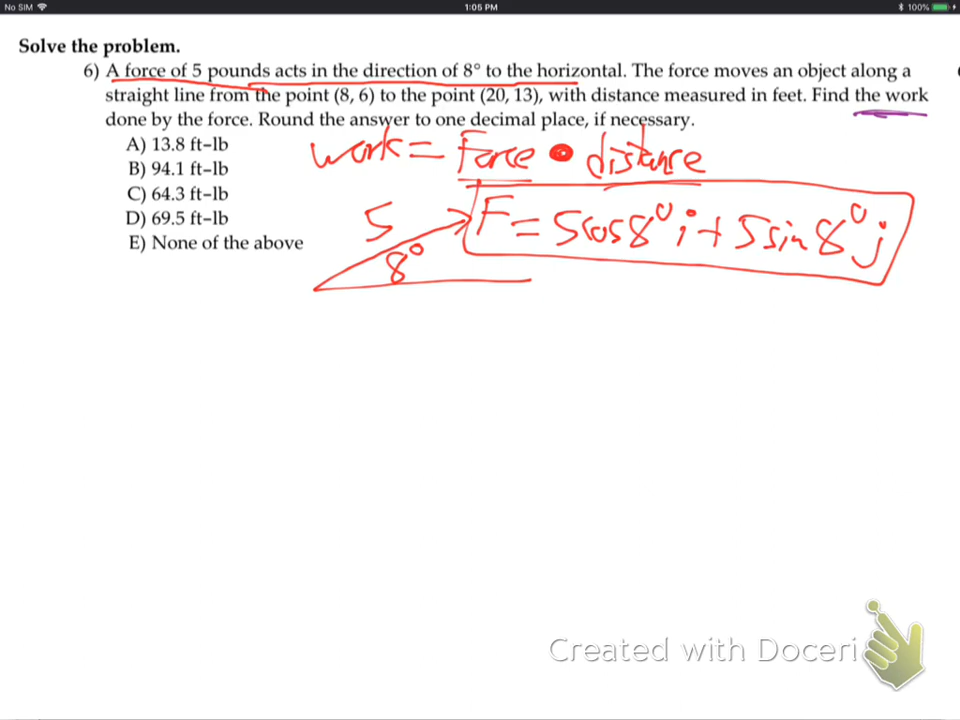 No SIM 1:05 PM 100%
Solve the problem.
6) A force of 5 pounds acts in the direction of 8° to the horizontal. The force moves an object along a
straight line from the point (8, 6) to the point (20, 13), with distance measured in feet. Find the work
done by the force. Round the answer to one decimal place, if necessary.
A) 13.8 ft-lb
B) 94.1 ft-lb
C) 64.3 ft-lb
D) 69.5 ft-lb
E) None of the above
work = Force • distance
F = 5cos8° i + 5 sin 8° j
5
8°
Created with Doceri